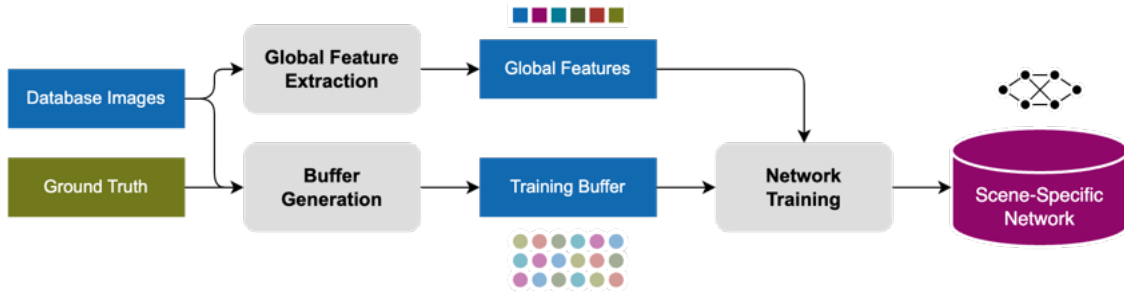 Global Feature
Extraction
Global Features
Database Images
Ground Truth
Buffer
Generation
Training Buffer
Network
Training
Scene-Specific
Network